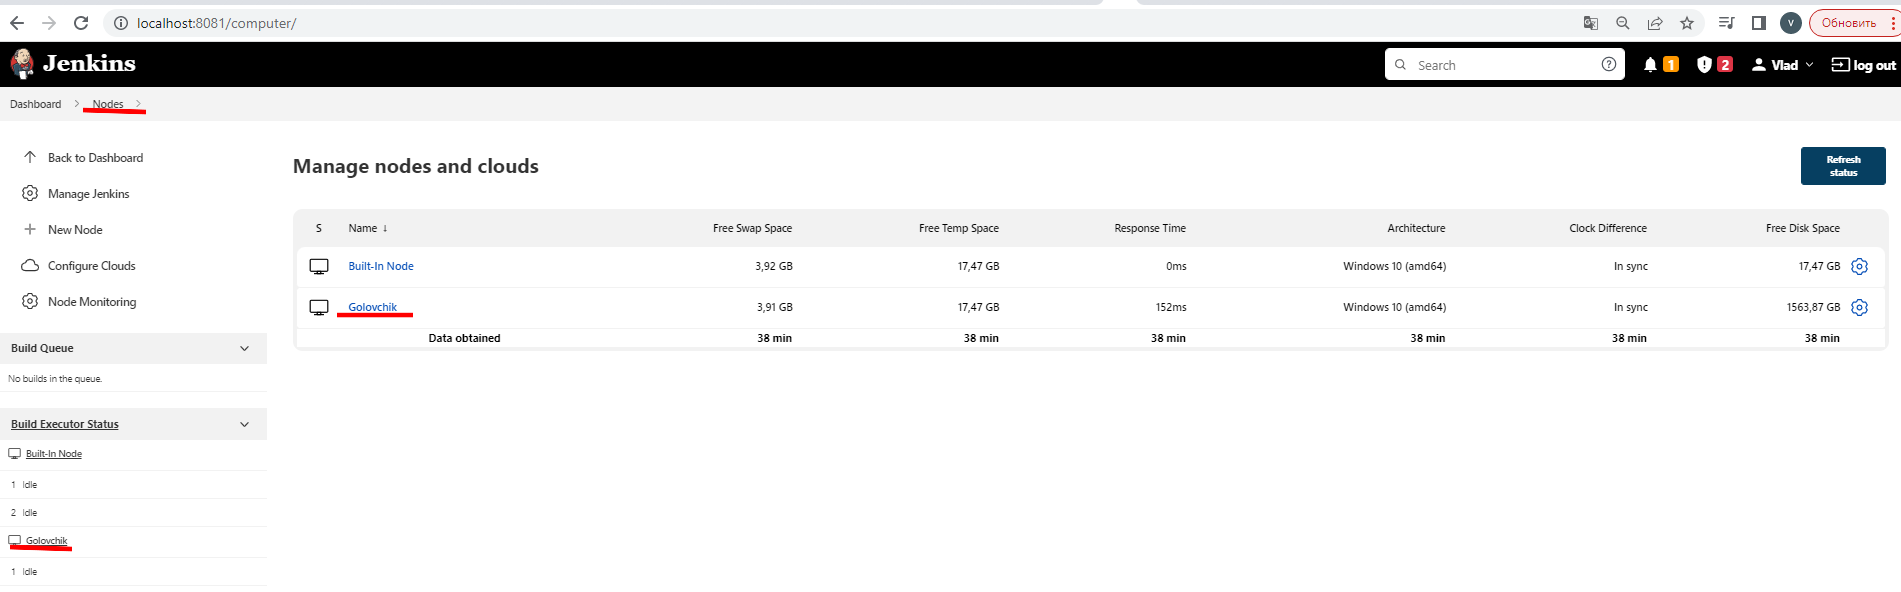 localhost:8081/computer/
V
Обновить
Jenkins
Search
1
2
Vlad
log out
Dashboard
Nodes
Back to Dashboard
Manage Jenkins
New Node
Configure Clouds
Node Monitoring
Build Queue
No builds in the queue.
Build Executor Status
Built-In Node
1 Idle
2 Idle
Golovchik
1 Idle
Manage nodes and clouds
Refresh
status
S Name ↓ Free Swap Space Free Temp Space Response Time Architecture Clock Difference Free Disk Space
Built-In Node 3,92 GB 17,47 GB 0ms Windows 10 (amd64) In sync 17,47 GB
Golovchik 3,91 GB 17,47 GB 152ms Windows 10 (amd64) In sync 1563,87 GB
Data obtained 38 min 38 min 38 min 38 min 38 min 38 min